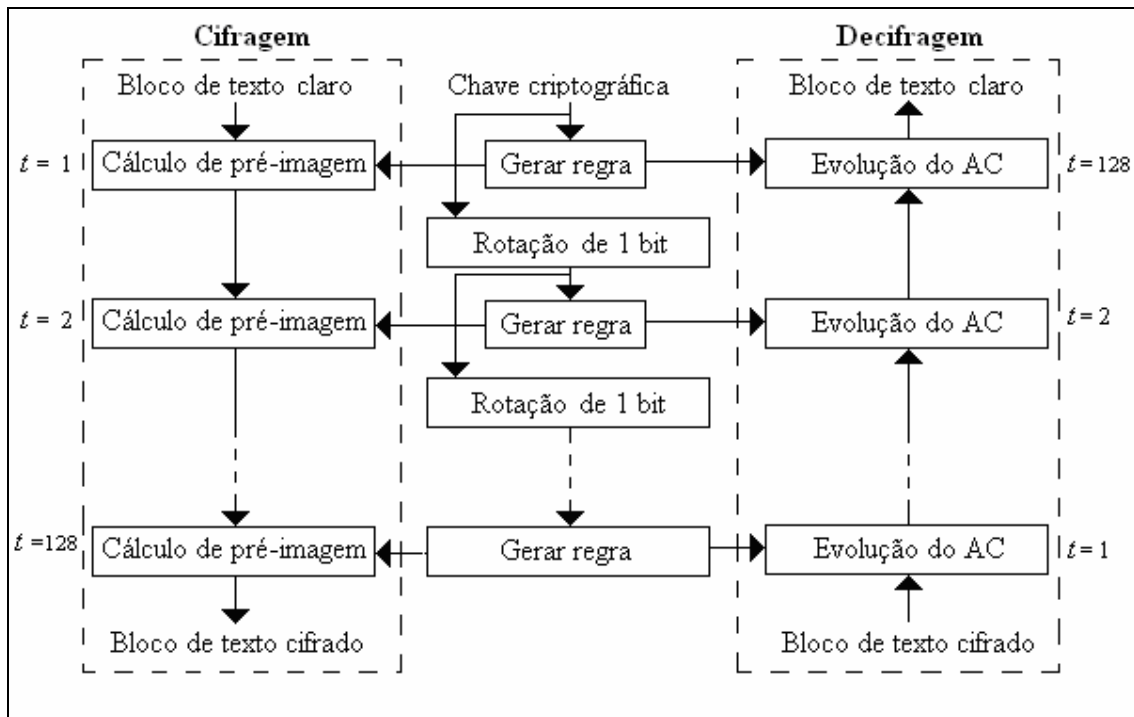 Cifragem
Decifragem
Bloco de texto claro
Chave criptográfica
Bloco de texto claro
t = 1
Cálculo de pré-imagem
Gerar regra
Evolução do AC
t = 128
Rotação de 1 bit
t = 2
Cálculo de pré-imagem
Gerar regra
Evolução do AC
t = 2
Rotação de 1 bit
t =128
Cálculo de pré-imagem
Gerar regra
Evolução do AC
t = 1
Bloco de texto cifrado
Bloco de texto cifrado